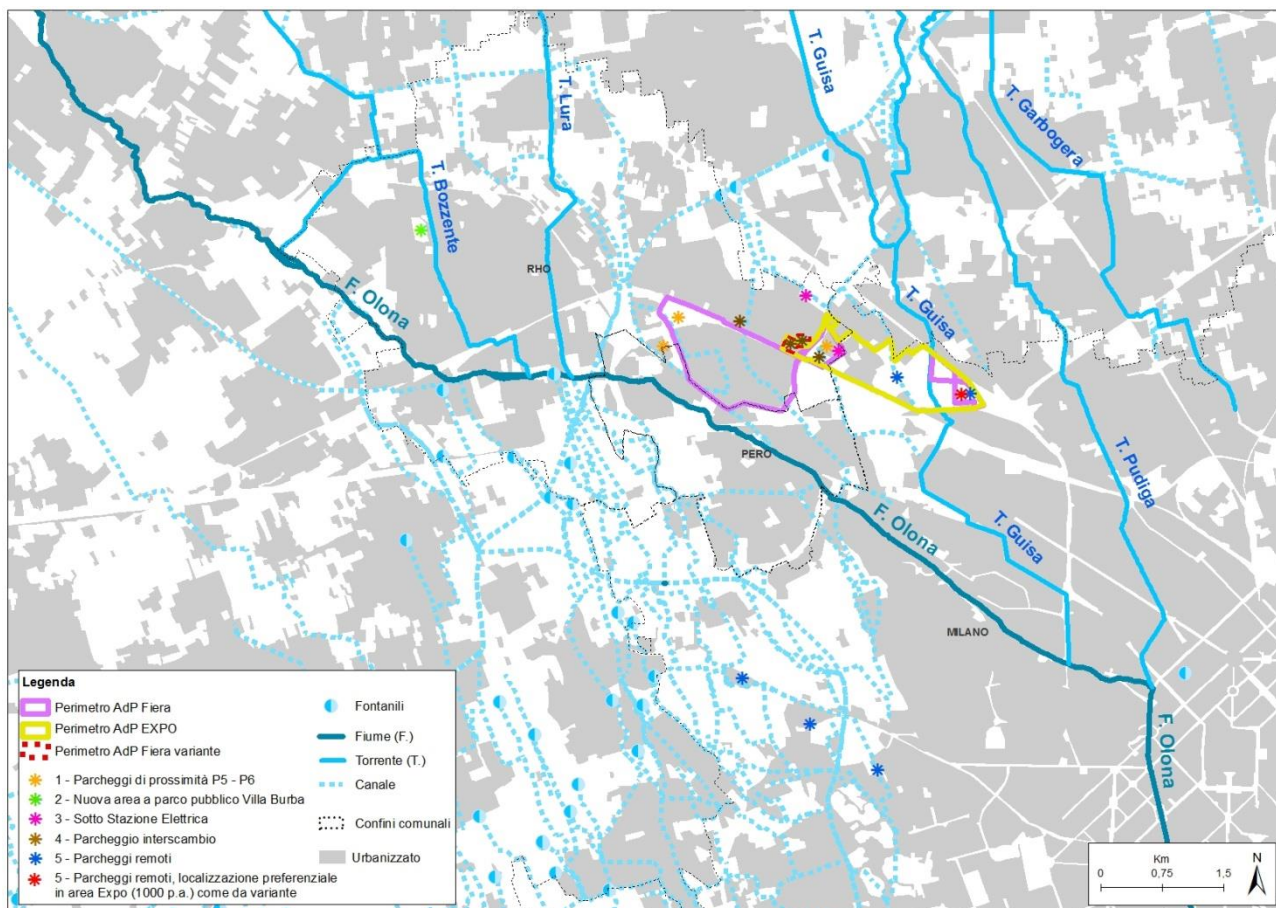 T. Guisa
T. Garbogera
T. Lura
T. Bozzente
RHO
F. Olona
T. Guisa
PERO
T. Pudiga
F. Olona
T. Guisa
MILANO
F. Olona
Legenda
Perimetro AdP Fiera
Perimetro AdP EXPO
Perimetro AdP Fiera variante
1 - Parcheggi di prossimità P5 - P6
2 - Nuova area a parco pubblico Villa Burba
3 - Sotto Stazione Elettrica
4 - Parcheggio interscambio
5 - Parcheggi remoti
5 - Parcheggi remoti, localizzazione preferenziale
in area Expo (1000 p.a.) come da variante
Fontanili
Fiume (F.)
Torrente (T.)
Canale
Confini comunali
Urbanizzato
Km
N
0 0,75 1,5